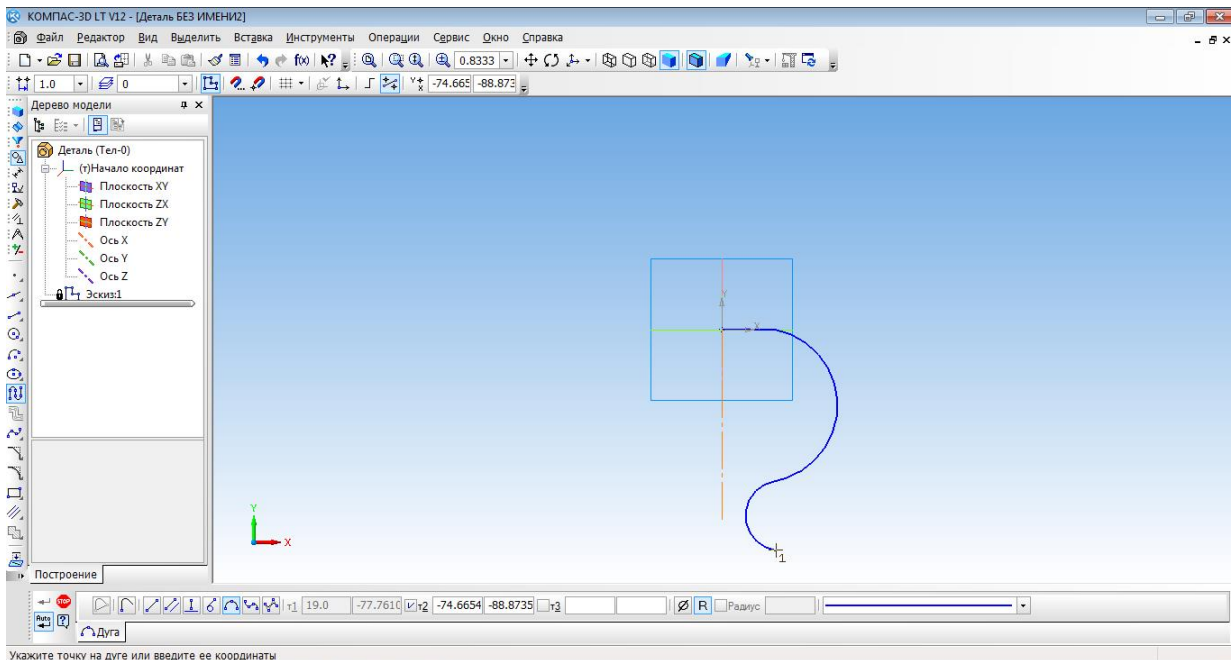 КОМПАС-3D LT V12 - [Деталь БЕЗ ИМЕНИ2]
Файл Редактор Вид Выделить Вставка Инструменты Операции Сервис Окно Справка
0.8333
1.0 0 -74.665 -88.873
Дерево модели
Деталь (Тел-0)
(т)Начало координат
Плоскость XY
Плоскость ZX
Плоскость ZY
Ось X
Ось Y
Ось Z
Эскиз:1
Y
X
Y
X
1
Построение
STOP
т1 19.0 -77.7610 т2 -74.6654 -88.8735 т3 Ø R Радиус
Auto
Дуга
Укажите точку на дуге или введите ее координаты